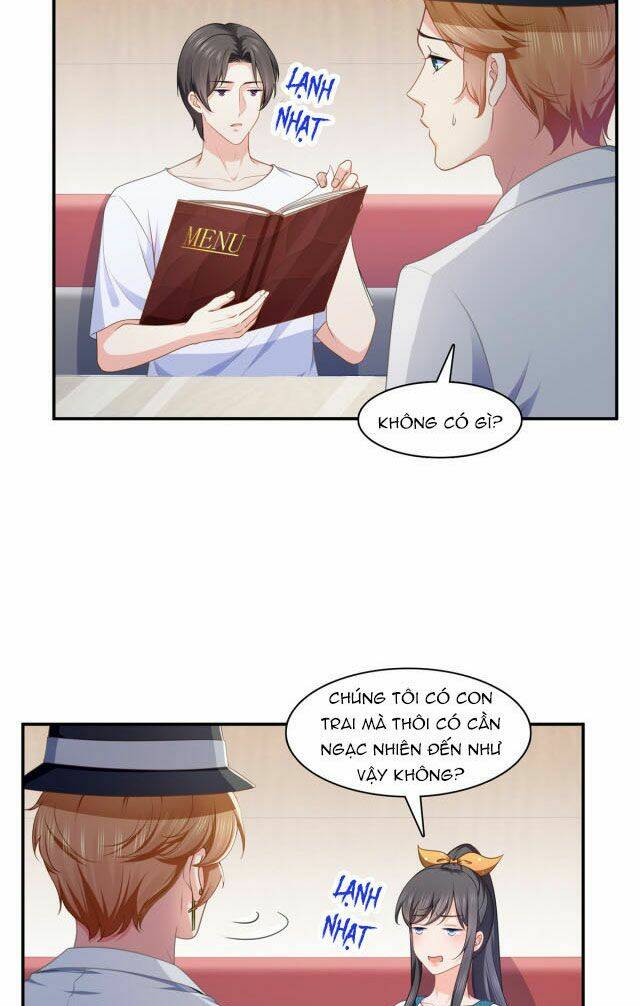 LẠNH
NHẠT
MENU
KHÔNG CÓ GÌ?
CHÚNG TÔI CÓ CON
TRAI MÀ THÔI CÓ CẦN
NGẠC NHIÊN ĐẾN NHƯ
VẬY KHÔNG?
LẠNH
NHẠT